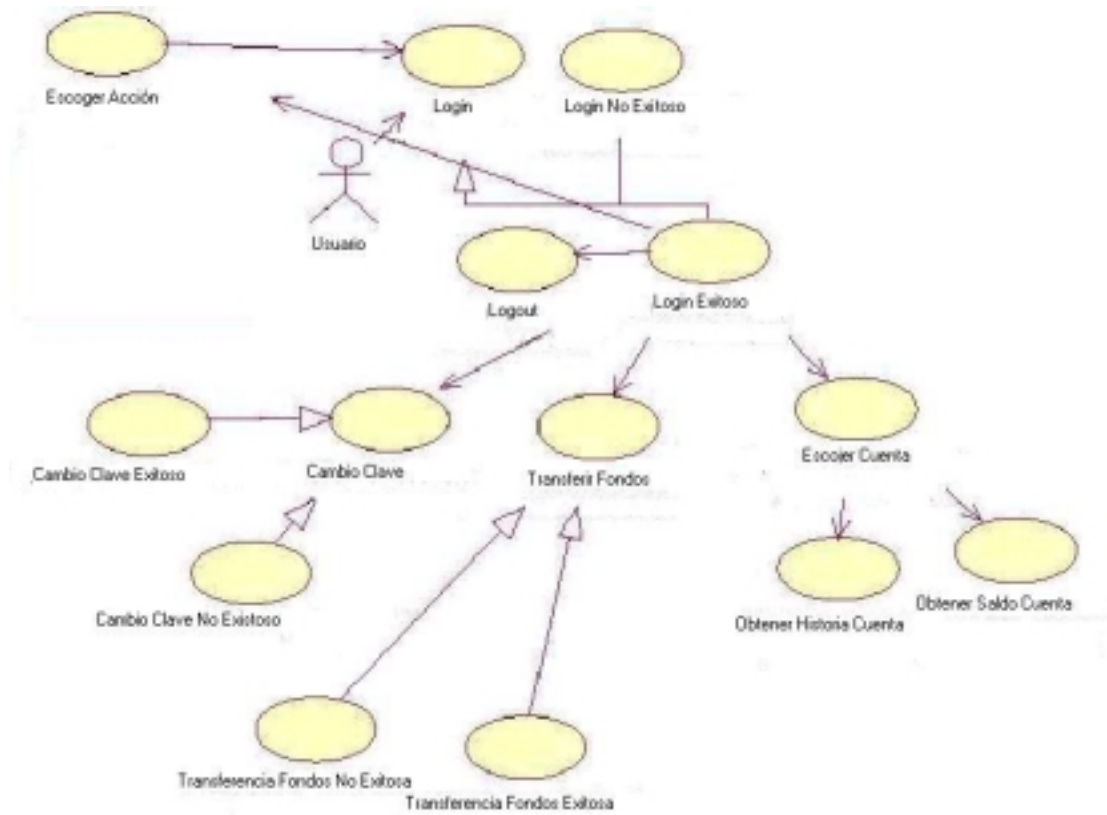 Escoger Acción
Login
Login No Exitoso
Usuario
Logout
Login Exitoso
Cambio Clave Exitoso
Cambio Clave
Transferir Fondos
Escojer Cuenta
Cambio Clave No Existoso
Obtener Historia Cuenta
Obtener Saldo Cuenta
Transferencia Fondos No Exitosa
Transferencia Fondos Exitosa